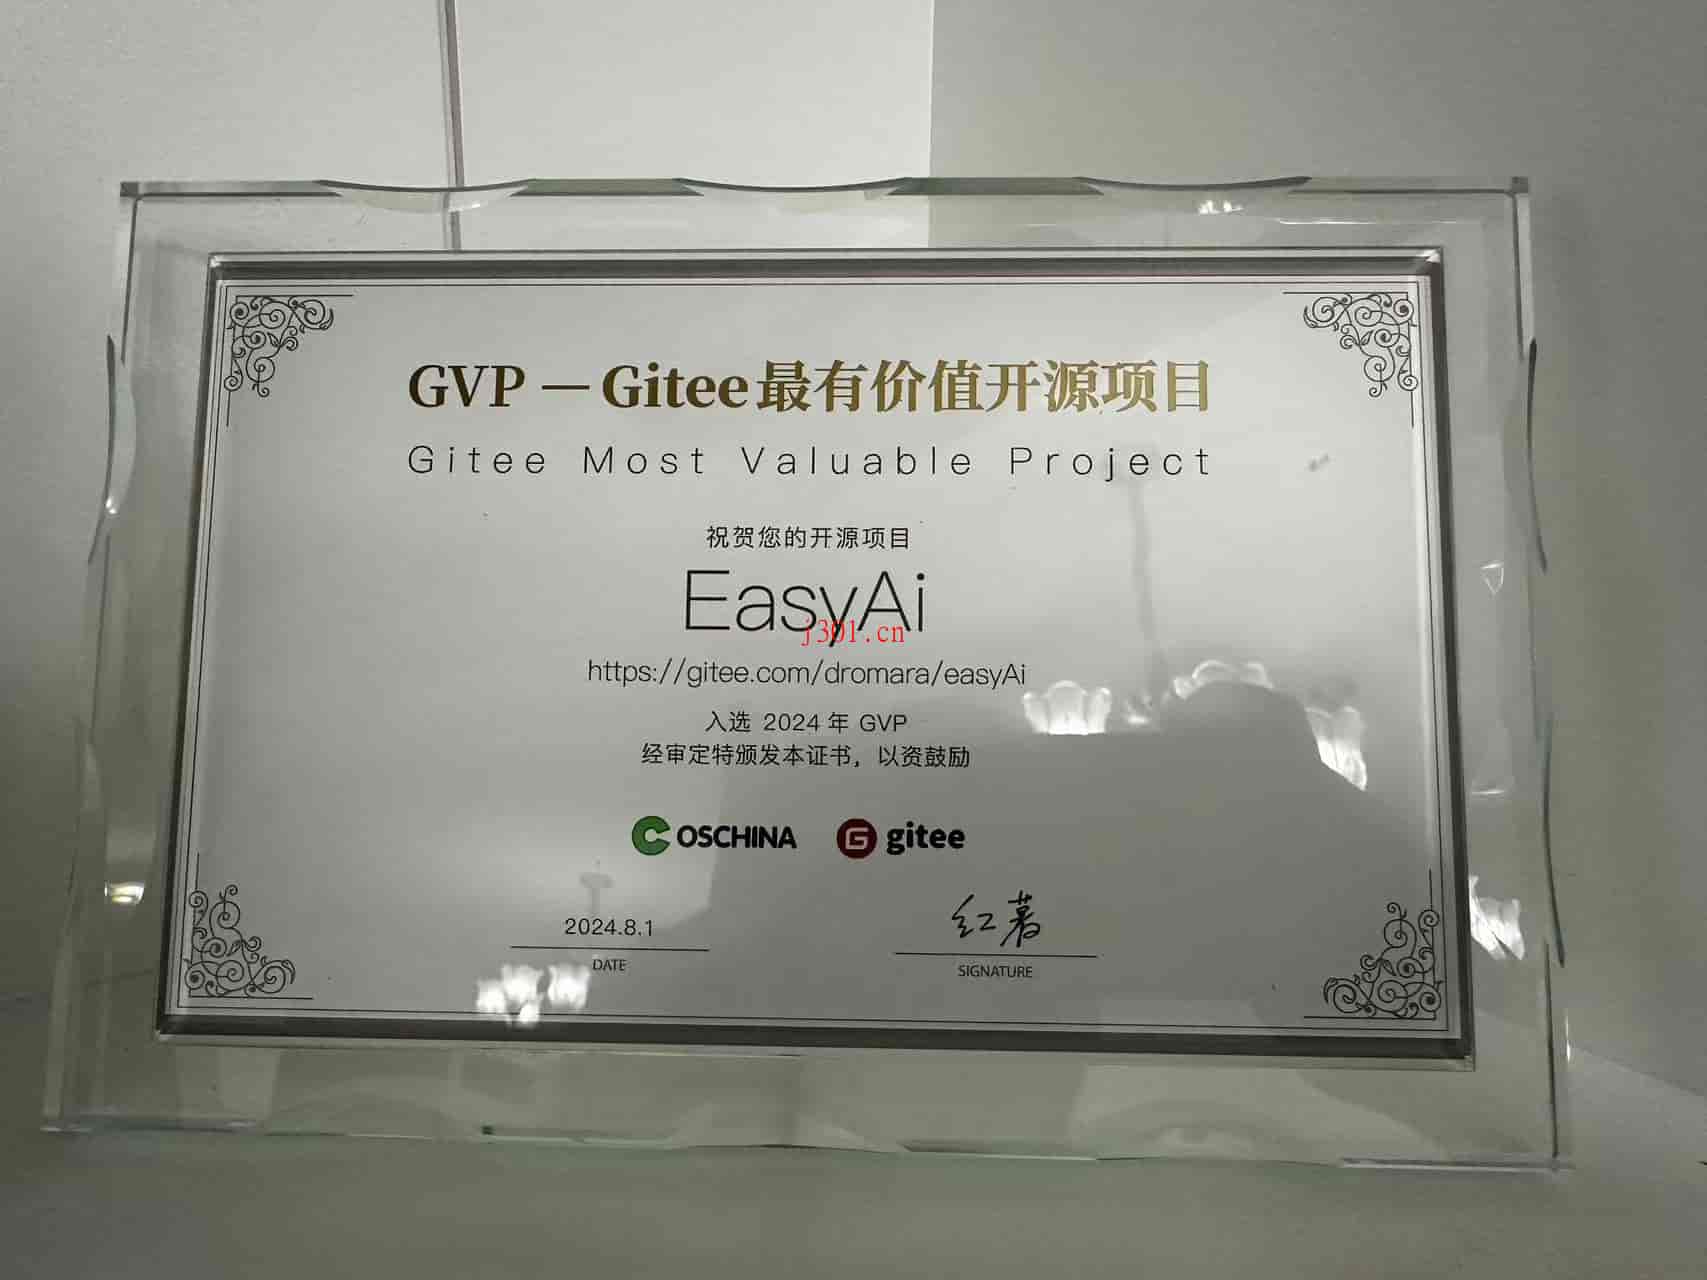 GVP — Gitee最有价值开源项目
Gitee Most Valuable Project
祝贺您的开源项目
EasyAi
j301.cn
https://gitee.com/dromara/easyAi
入选 2024 年 GVP
经审定特颁发本证书，以资鼓励
OSCHINA gitee
2024.8.1 红薯
DATE SIGNATURE